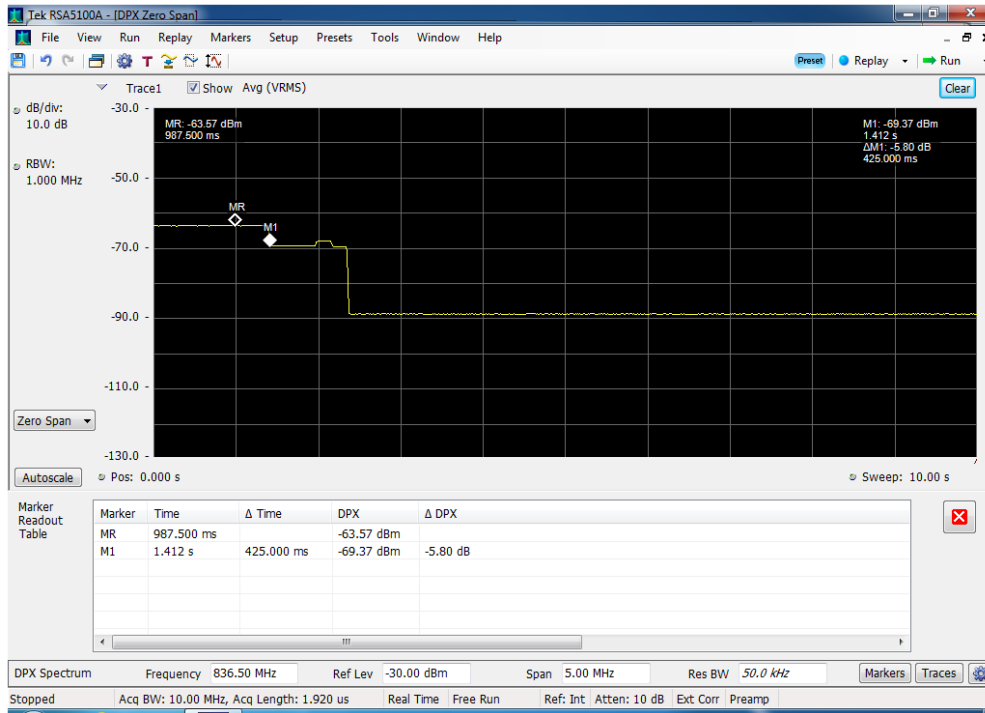 Tek RSA5100A - [DPX Zero Span]
File View Run Replay Markers Setup Presets Tools Window Help
T Preset Replay Run
Trace1 Show Avg (VRMS) Clear
dB/div:
10.0 dB
RBW:
1.000 MHz
-30.0
-50.0
-70.0
-90.0
-110.0
-130.0
MR: -63.57 dBm
987.500 ms
M1: -69.37 dBm
1.412 s
ΔM1: -5.80 dB
425.000 ms
MR
M1
Zero Span
Autoscale Pos: 0.000 s Sweep: 10.00 s
Marker
Readout
Table
Marker Time Δ Time DPX Δ DPX
MR 987.500 ms -63.57 dBm
M1 1.412 s 425.000 ms -69.37 dBm -5.80 dB
DPX Spectrum Frequency 836.50 MHz Ref Lev -30.00 dBm Span 5.00 MHz Res BW 50.0 kHz Markers Traces
Stopped Acq BW: 10.00 MHz, Acq Length: 1.920 us Real Time Free Run Ref: Int Atten: 10 dB Ext Corr Preamp